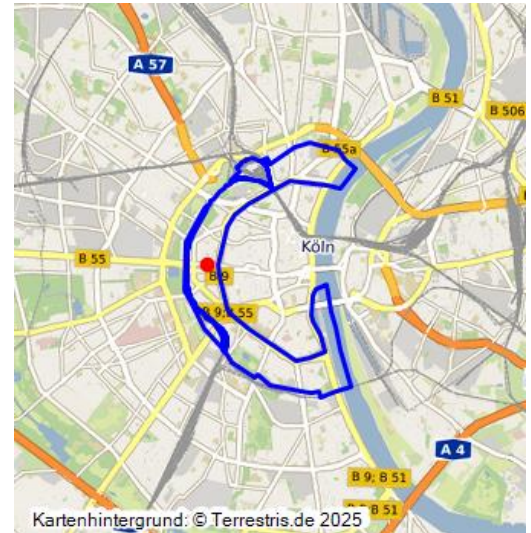 A 57
B 51
B 506
B 55a
Köln
B 55
B 9
B 9; B 55
A 4
B 9; B 51
B 51
Kartenhintergrund: © Terrestris.de 2025